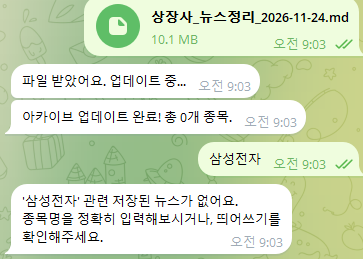 상장사_뉴스정리_2026-11-24.md
10.1 MB
오전 9:03
파일 받았어요. 업데이트 중...
오전 9:03
아카이브 업데이트 완료! 총 0개 종목.
오전 9:03
삼성전자
오전 9:03
'삼성전자' 관련 저장된 뉴스가 없어요.
종목명을 정확히 입력해보시거나, 띄어쓰기를
확인해주세요.
오전 9:03